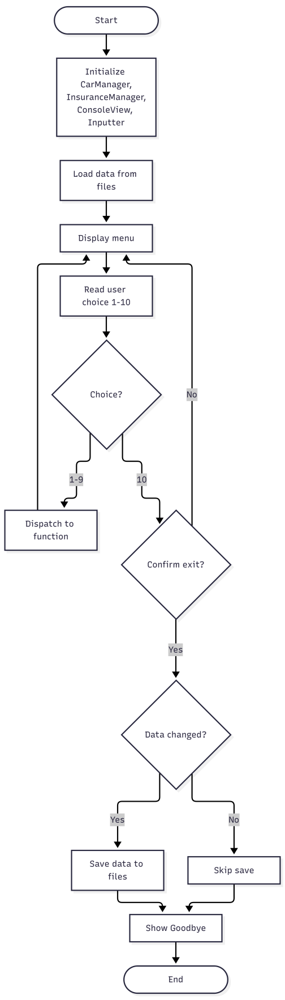 Start
Initialize
CarManager,
InsuranceManager,
ConsoleView,
Inputter
Load data from
files
Display menu
Read user
choice 1-10
Choice?
No
1-9
10
Dispatch to
function
Confirm exit?
Yes
Data changed?
Yes
No
Save data to
files
Skip save
Show Goodbye
End